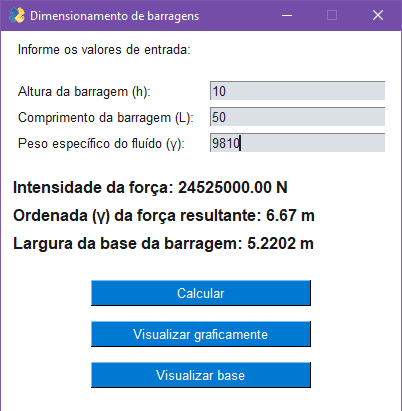 Dimensionamento de barragens
Informe os valores de entrada:
Altura da barragem (h): 10
Comprimento da barragem (L): 50
Peso específico do fluído (γ): 9810
Intensidade da força: 24525000.00 N
Ordenada (γ) da força resultante: 6.67 m
Largura da base da barragem: 5.2202 m
Calcular
Visualizar graficamente
Visualizar base